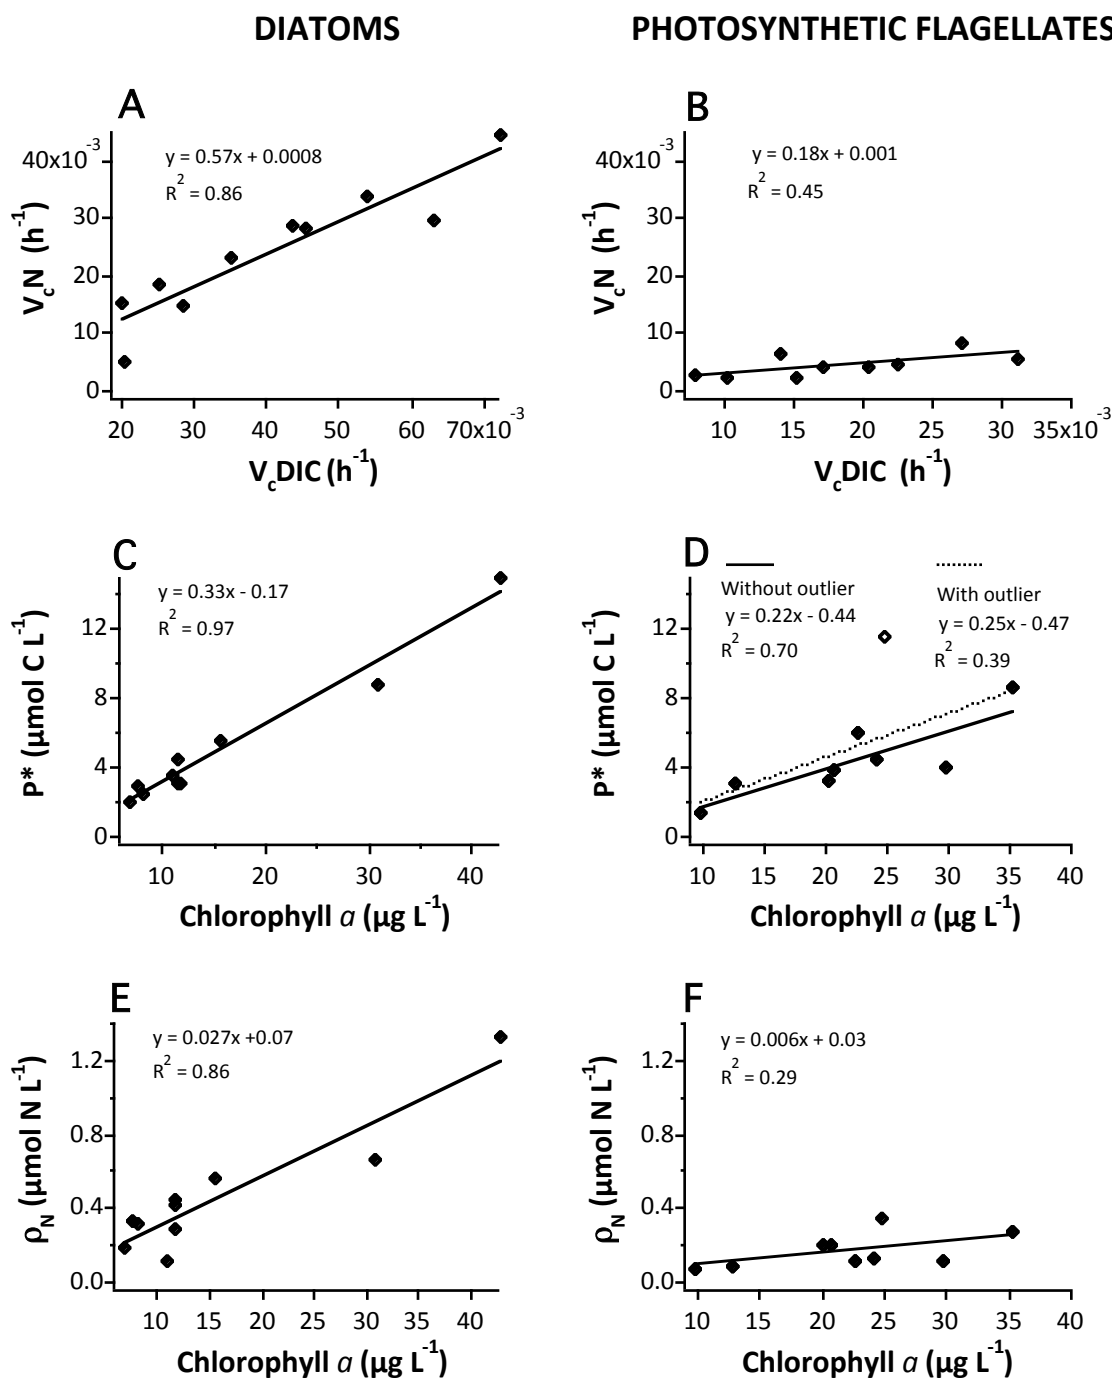 DIATOMS
PHOTOSYNTHETIC FLAGELLATES
A
y = 0.57x + 0.0008
R² = 0.86
40x10⁻³
30
20
10
0
VcN (h⁻¹)
20 30 40 50 60 70x10⁻³
VcDIC (h⁻¹)
B
y = 0.18x + 0.001
R² = 0.45
40x10⁻³
30
20
10
0
VcN (h⁻¹)
10 15 20 25 30 35x10⁻³
VcDIC (h⁻¹)
C
y = 0.33x - 0.17
R² = 0.97
12
8
4
0
P* (µmol C L⁻¹)
10 20 30 40
Chlorophyll a (µg L⁻¹)
D
Without outlier
y = 0.22x - 0.44
R² = 0.70
With outlier
y = 0.25x - 0.47
R² = 0.39
12
8
4
0
P* (µmol C L⁻¹)
10 15 20 25 30 35 40
Chlorophyll a (µg L⁻¹)
E
y = 0.027x +0.07
R² = 0.86
1.2
0.8
0.4
0.0
ρN (µmol N L⁻¹)
10 20 30 40
Chlorophyll a (µg L⁻¹)
F
y = 0.006x + 0.03
R² = 0.29
1.2
0.8
0.4
0.0
ρN (µmol N L⁻¹)
10 15 20 25 30 35 40
Chlorophyll a (µg L⁻¹)